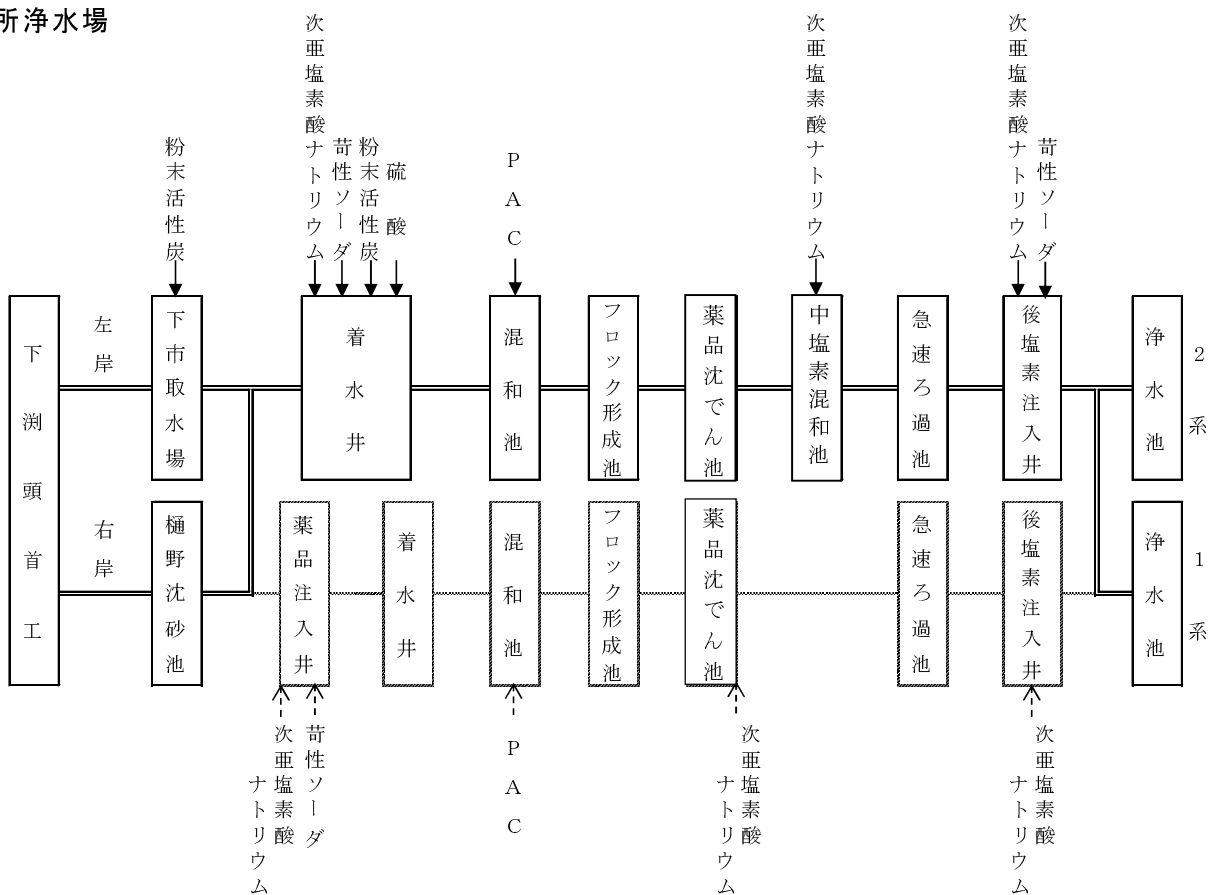 所浄水場
粉末活性炭
次亜塩素酸ナトリウム
苛性ソーダ
粉末活性炭
硫酸
PAC
次亜塩素酸ナトリウム
次亜塩素酸ナトリウム
苛性ソーダ
下渕頭首工
左岸
下市取水場
着水井
混和池
フロック形成池
薬品沈でん池
中塩素混和池
急速ろ過池
後塩素注入井
浄水池
2系
右岸
樋野沈砂池
薬品注入井
着水井
混和池
フロック形成池
薬品沈でん池
急速ろ過池
後塩素注入井
浄水池
1系
次亜塩素酸
ナトリウム
苛性ソーダ
PAC
次亜塩素酸
ナトリウム
次亜塩素酸
ナトリウム